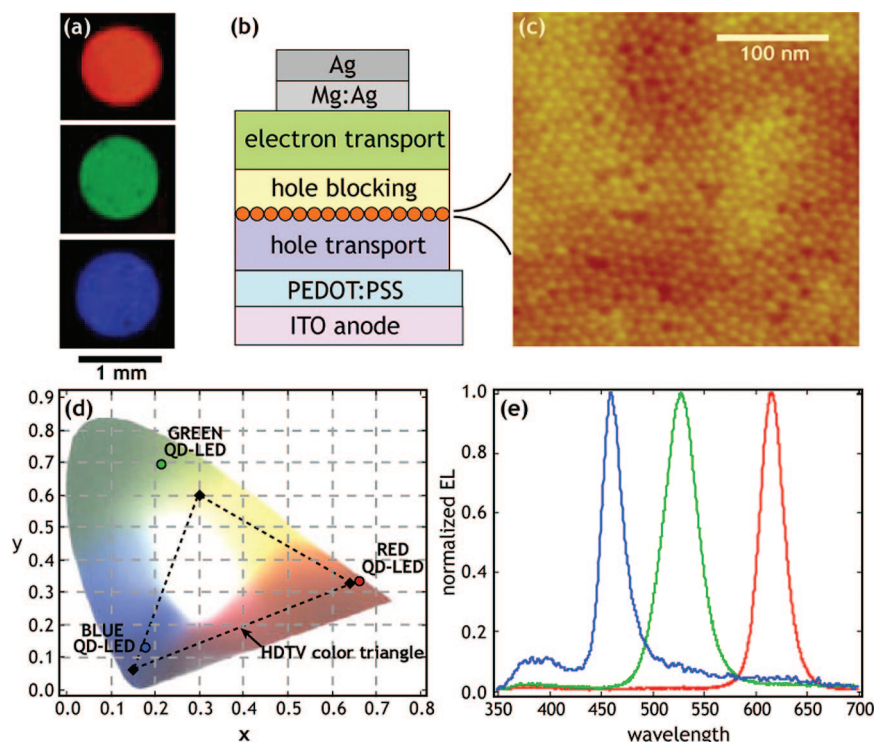 (a)
1 mm
(b)
Ag
Mg:Ag
electron transport
hole blocking
hole transport
PEDOT:PSS
ITO anode
(c)
100 nm
(d)
0.9
0.8
0.7
0.6
0.5
0.4
0.3
0.2
0.1
0.0
y
GREEN
QD-LED
RED
QD-LED
BLUE
QD-LED
HDTV color triangle
0.0 0.1 0.2 0.3 0.4 0.5 0.6 0.7 0.8
x
(e)
1.0
0.8
0.6
0.4
0.2
0.0
normalized EL
350 400 450 500 550 600 650 700
wavelength